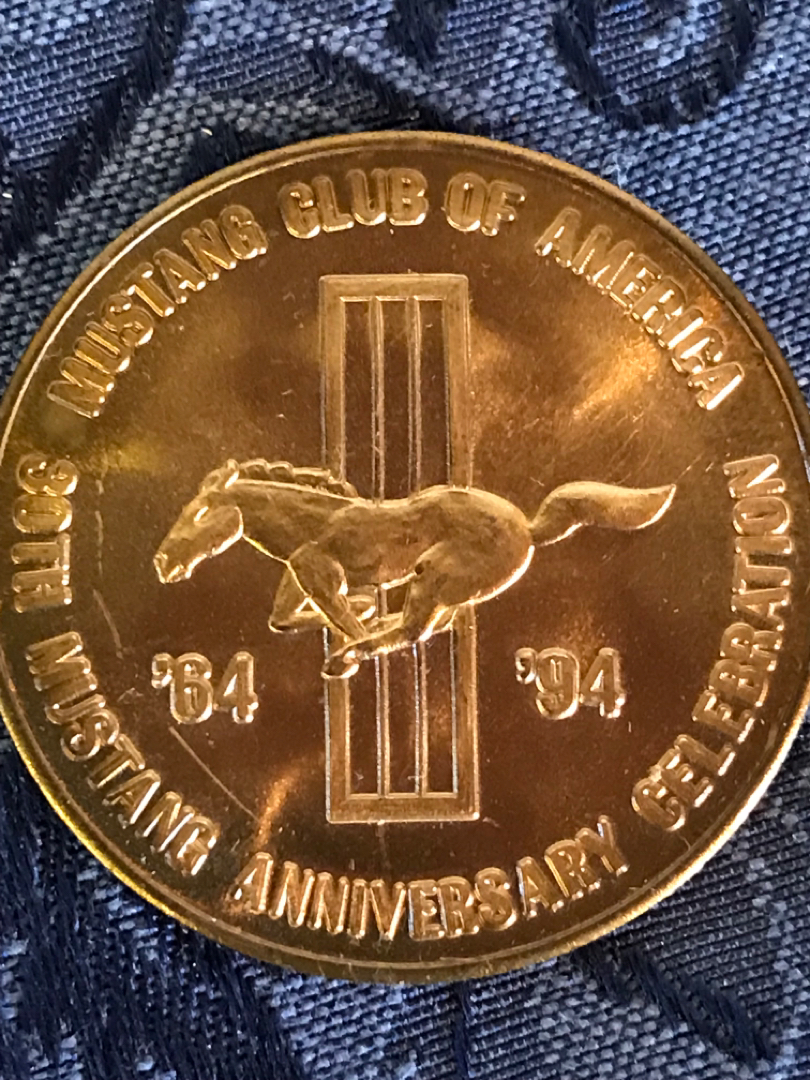 MUSTANG CLUB OF AMERICA
'64 '94
30TH MUSTANG ANNIVERSARY CELEBRATION